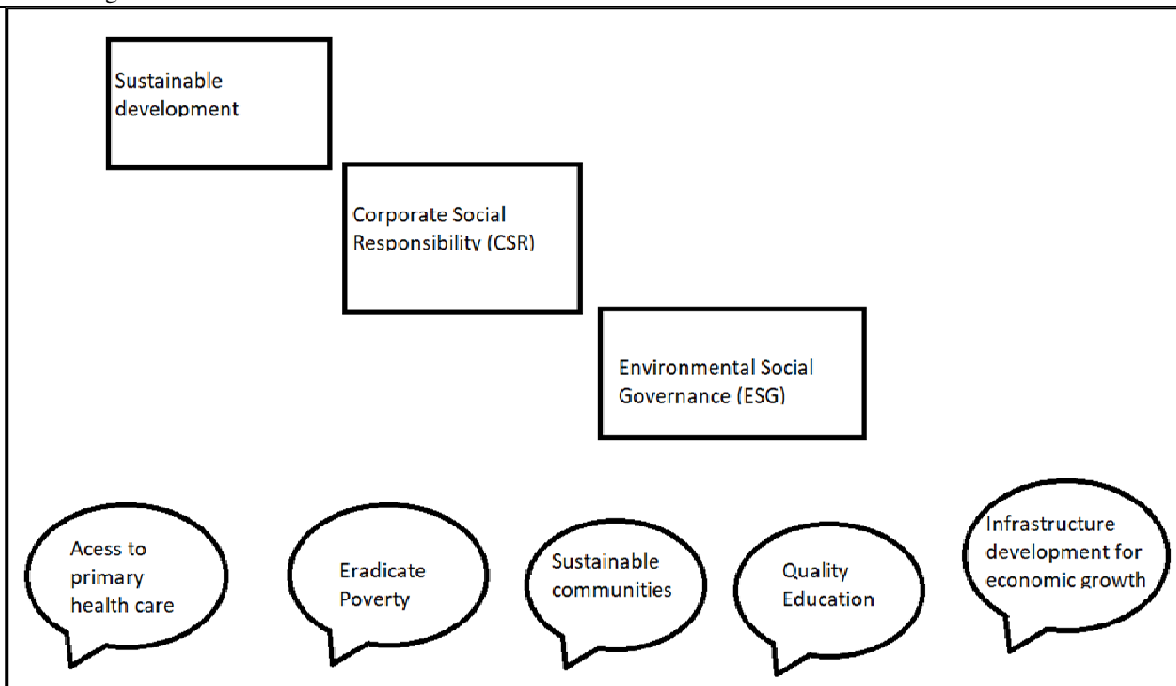 Sustainable
development
Corporate Social
Responsibility (CSR)
Environmental Social
Governance (ESG)
Acess to
primary
health care
Eradicate
Poverty
Sustainable
communities
Quality
Education
Infrastructure
development for
economic growth